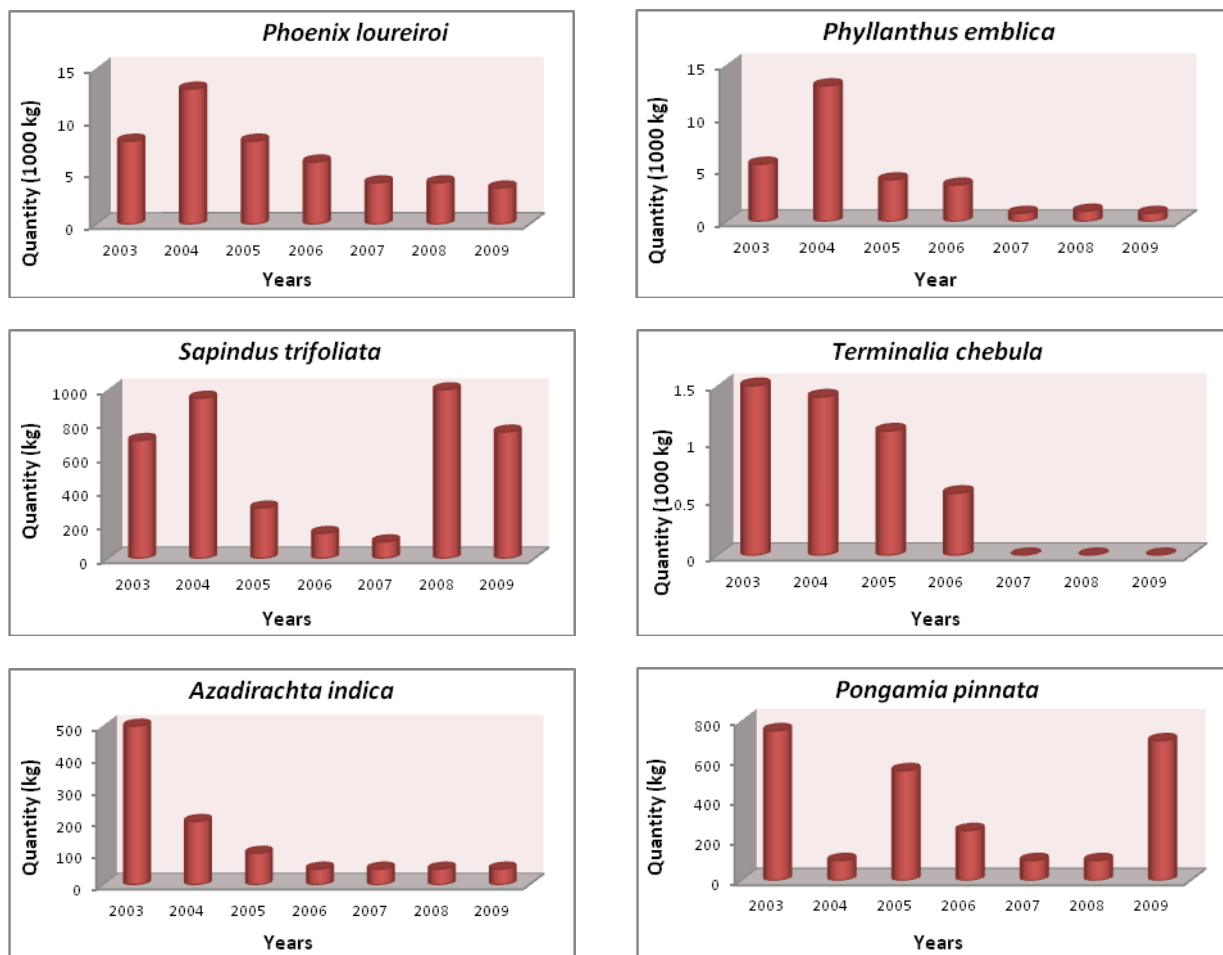 Phoenix loureiroi
Quantity (1000 kg)
15
10
5
0
2003 2004 2005 2006 2007 2008 2009
Years
Phyllanthus emblica
Quantity (1000 kg)
15
10
5
0
2003 2004 2005 2006 2007 2008 2009
Year
Sapindus trifoliata
Quantity (kg)
1000
800
600
400
200
0
2003 2004 2005 2006 2007 2008 2009
Years
Terminalia chebula
Quantity (1000 kg)
1.5
1
0.5
0
2003 2004 2005 2006 2007 2008 2009
Years
Azadirachta indica
Quantity (kg)
500
400
300
200
100
0
2003 2004 2005 2006 2007 2008 2009
Years
Pongamia pinnata
Quantity (kg)
800
600
400
200
0
2003 2004 2005 2006 2007 2008 2009
Years